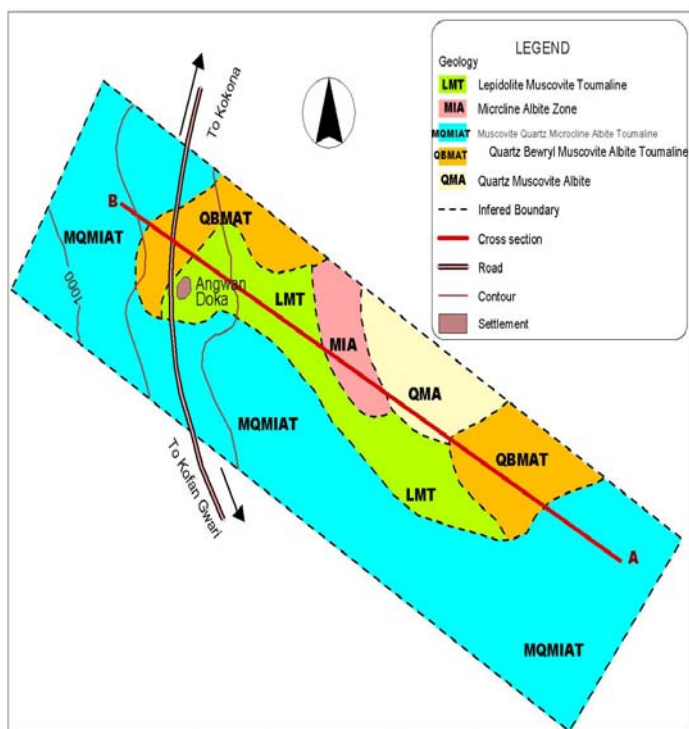 LEGEND
Geology
LMT Lepidolite Muscovite Toumaline
MIA Micrcline Albite Zone
MQMIAT Muscovite Quartz Microcline Albite Toumaline
QBMAT Quartz Bewryl Muscovite Albite Toumaline
QMA Quartz Muscovite Albite
Infered Boundary
Cross section
Road
Contour
Settlement
To Kokona
B
QBMAT
MQMIAT
Angwan
Doka
LMT
1000
MIA
QMA
MQMIAT
QBMAT
To Kofan Gwari
LMT
A
MQMIAT